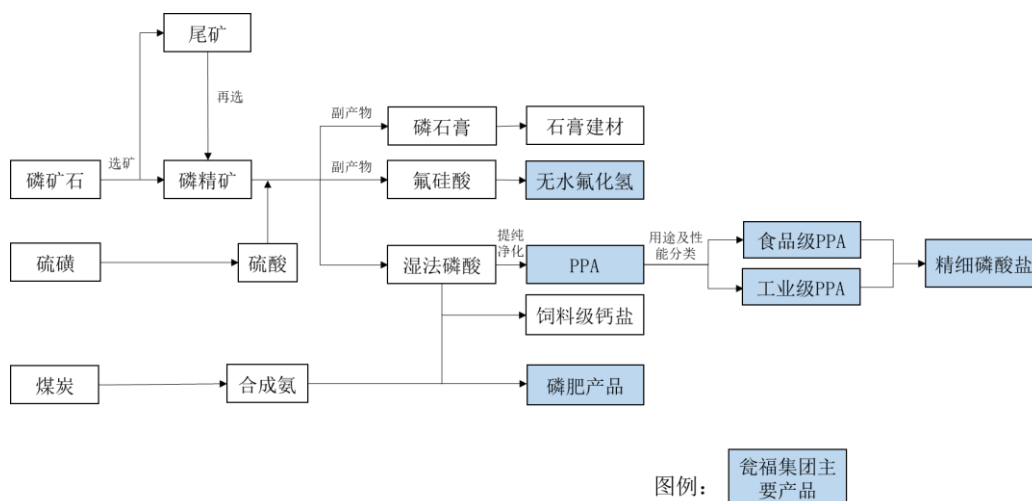 尾矿
再选
副产物
磷石膏
石膏建材
选矿
副产物
磷矿石
磷精矿
氟硅酸
无水氟化氢
提纯
净化
用途及性
能分类
食品级PPA
硫磺
硫酸
湿法磷酸
PPA
精细磷酸盐
工业级PPA
饲料级钙盐
煤炭
合成氨
磷肥产品
图例：
瓮福集团主
要产品